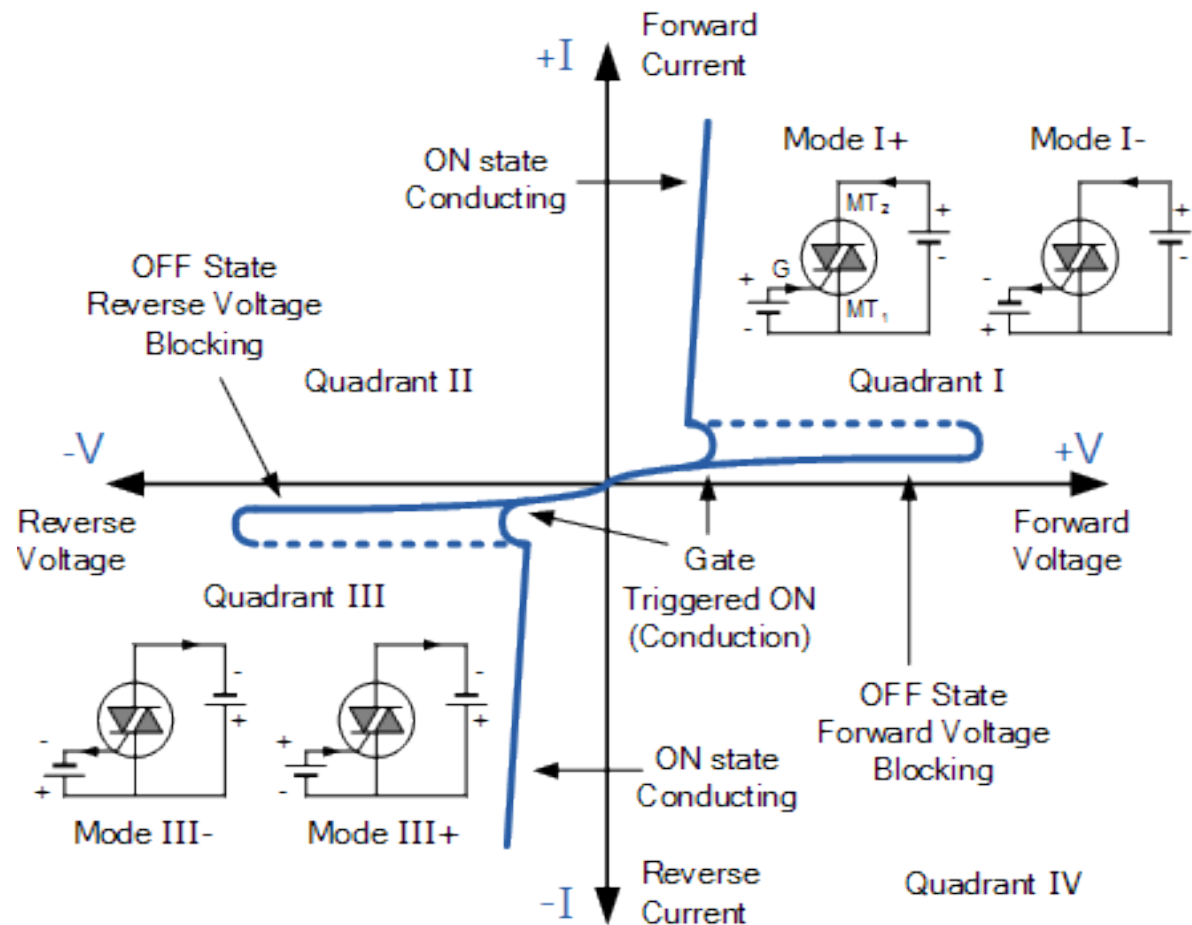 Forward
Current
+I
Mode I+
Mode I-
ON state
Conducting
MT2
+
-
+
-
G
+
-
MT1
-
+
OFF State
Reverse Voltage
Blocking
Quadrant II
Quadrant I
-V
+V
Reverse
Voltage
Forward
Voltage
Gate
Triggered ON
(Conduction)
Quadrant III
-
+
-
+
-
+
+
-
OFF State
Forward Voltage
Blocking
ON state
Conducting
Mode III-
Mode III+
-I
Reverse
Current
Quadrant IV